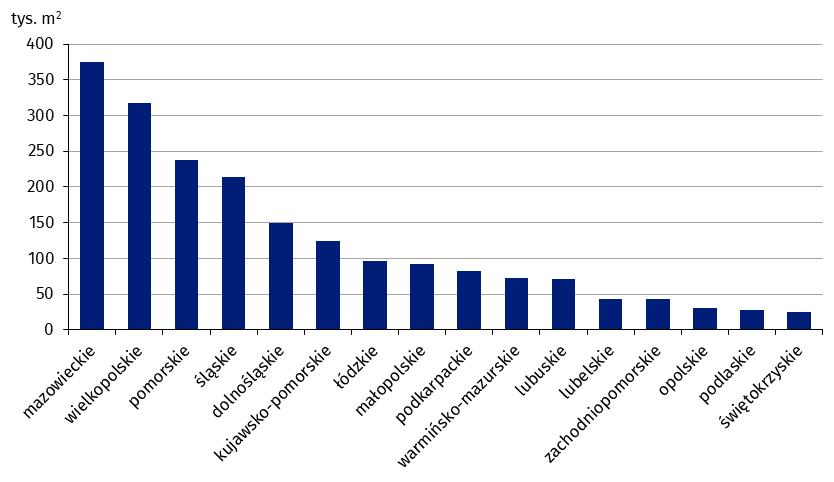 tys. m²
400
350
300
250
200
150
100
50
0
mazowieckie
wielkopolskie
pomorskie
śląskie
dolnośląskie
kujawsko-pomorskie
łódzkie
małopolskie
podkarpackie
warmińsko-mazurskie
lubuskie
lubelskie
zachodniopomorskie
opolskie
podlaskie
świętokrzyskie